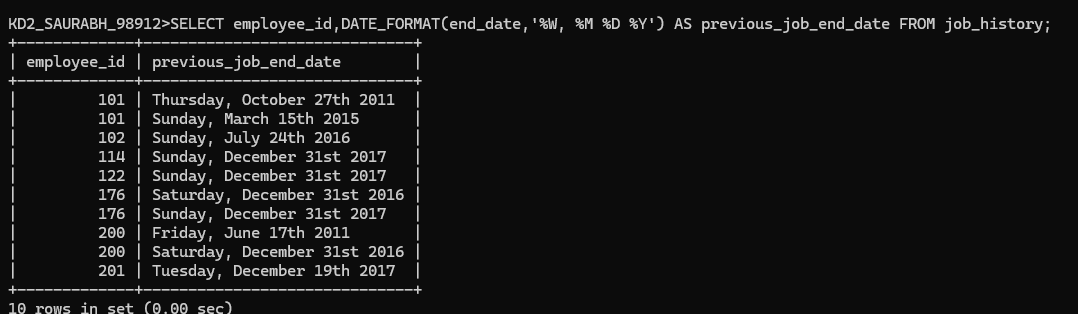 KD2_SAURABH_98912>SELECT employee_id,DATE_FORMAT(end_date,'%W, %M %D %Y') AS previous_job_end_date FROM job_history;
+-------------+------------------------------+
| employee_id | previous_job_end_date        |
+-------------+------------------------------+
|         101 | Thursday, October 27th 2011  |
|         101 | Sunday, March 15th 2015      |
|         102 | Sunday, July 24th 2016       |
|         114 | Sunday, December 31st 2017   |
|         122 | Sunday, December 31st 2017   |
|         176 | Saturday, December 31st 2016 |
|         176 | Sunday, December 31st 2017   |
|         200 | Friday, June 17th 2011       |
|         200 | Saturday, December 31st 2016 |
|         201 | Tuesday, December 19th 2017  |
+-------------+------------------------------+
10 rows in set (0.00 sec)